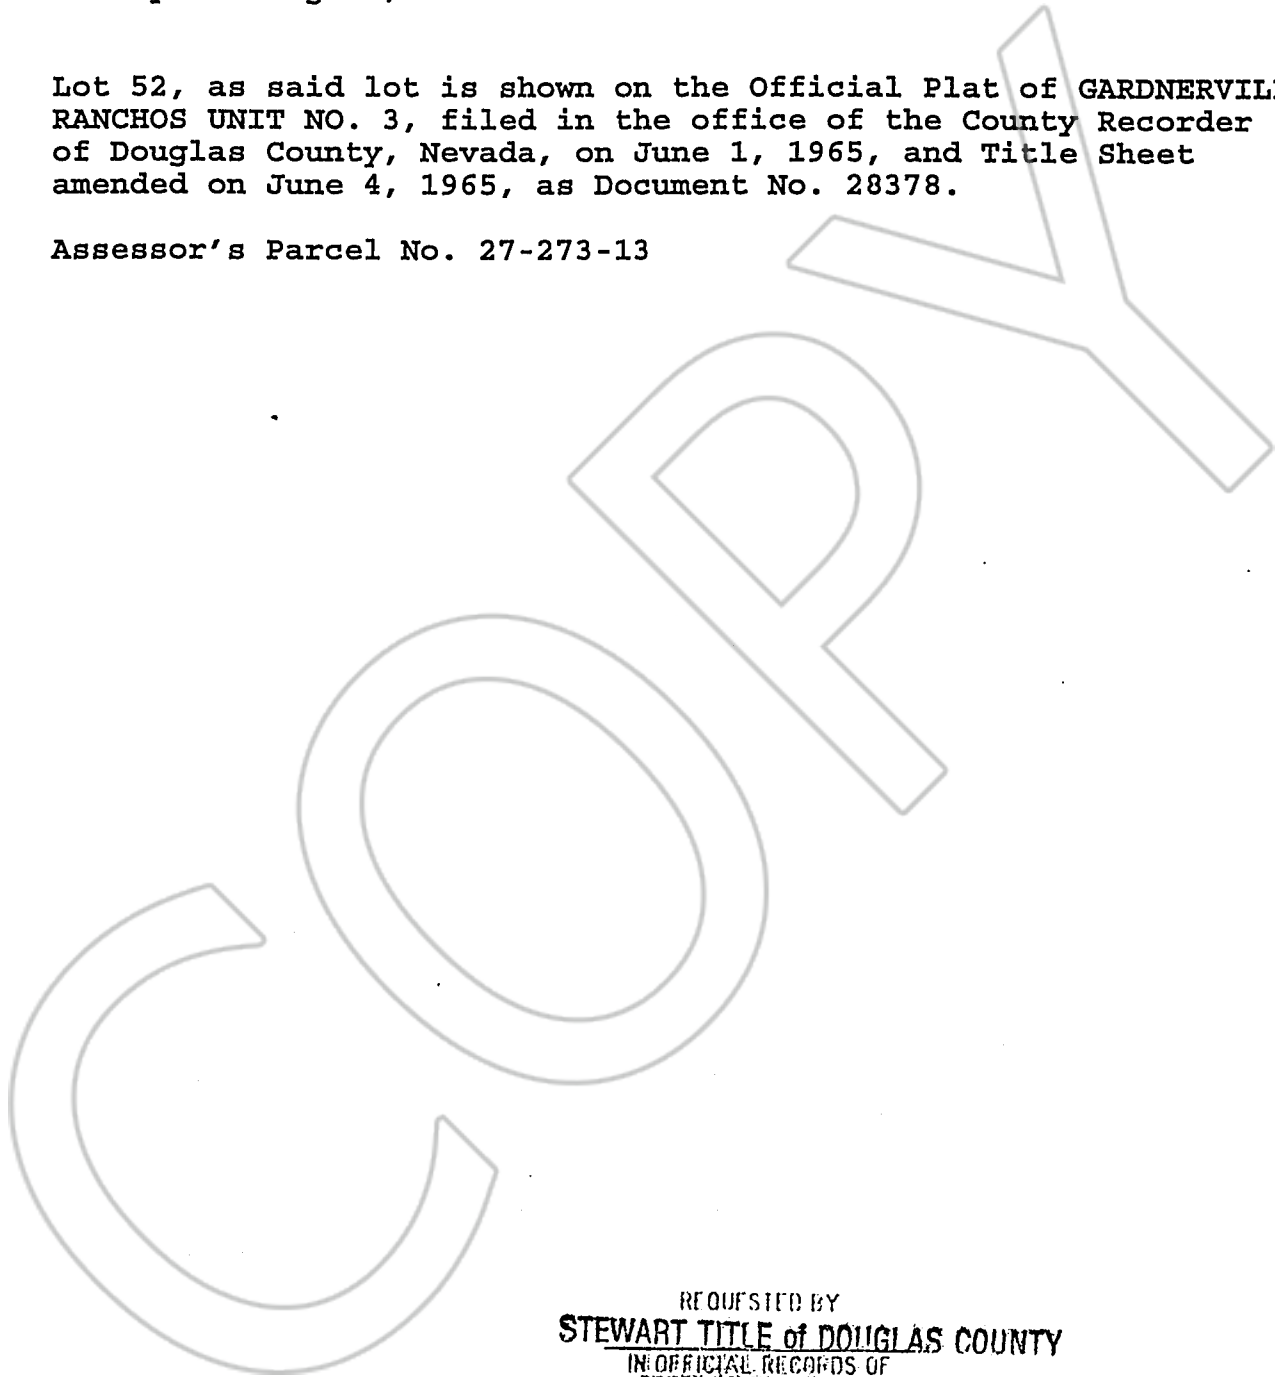 Lot 52, as said lot is shown on the Official Plat of GARDNERVILL
RANCHOS UNIT NO. 3, filed in the office of the County Recorder
of Douglas County, Nevada, on June 1, 1965, and Title Sheet
amended on June 4, 1965, as Document No. 28378.
Assessor's Parcel No. 27-273-13
COPY
REQUESTED BY
STEWART TITLE of DOUGLAS COUNTY
IN OFFICIAL RECORDS OF